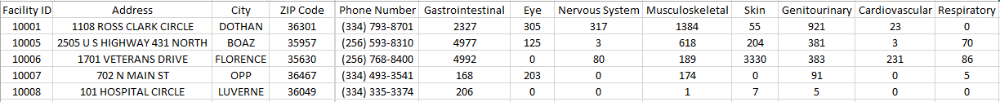 Facility ID Address City ZIP Code Phone Number Gastrointestinal Eye Nervous System Musculoskeletal Skin Genitourinary Cardiovascular Respiratory
10001 1108 ROSS CLARK CIRCLE DOTHAN 36301 (334) 793-8701 2327 305 317 1384 55 921 23 0
10005 2505 U S HIGHWAY 431 NORTH BOAZ 35957 (256) 593-8310 4977 125 3 618 204 381 3 70
10006 1701 VETERANS DRIVE FLORENCE 35630 (256) 768-8400 4992 0 80 189 3330 383 231 86
10007 702 N MAIN ST OPP 36467 (334) 493-3541 168 203 0 174 0 91 0 5
10008 101 HOSPITAL CIRCLE LUVERNE 36049 (334) 335-3374 206 0 0 1 7 5 0 0